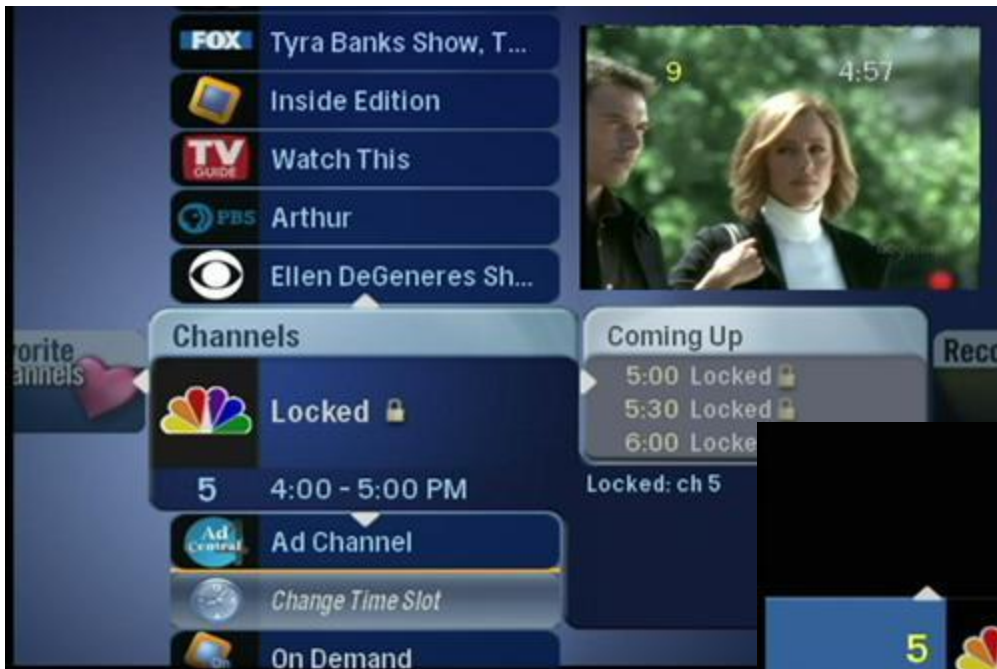 FOX Tyra Banks Show, T...
Inside Edition
TV GUIDE Watch This
PBS Arthur
Ellen DeGeneres Sh...
9 4:57
Channels
Locked
5 4:00 - 5:00 PM
Coming Up
5:00 Locked
5:30 Locked
6:00 Locke
Locked: ch 5
orite
annels
Reco
Ad Central Ad Channel
Change Time Slot
On On Demand
5